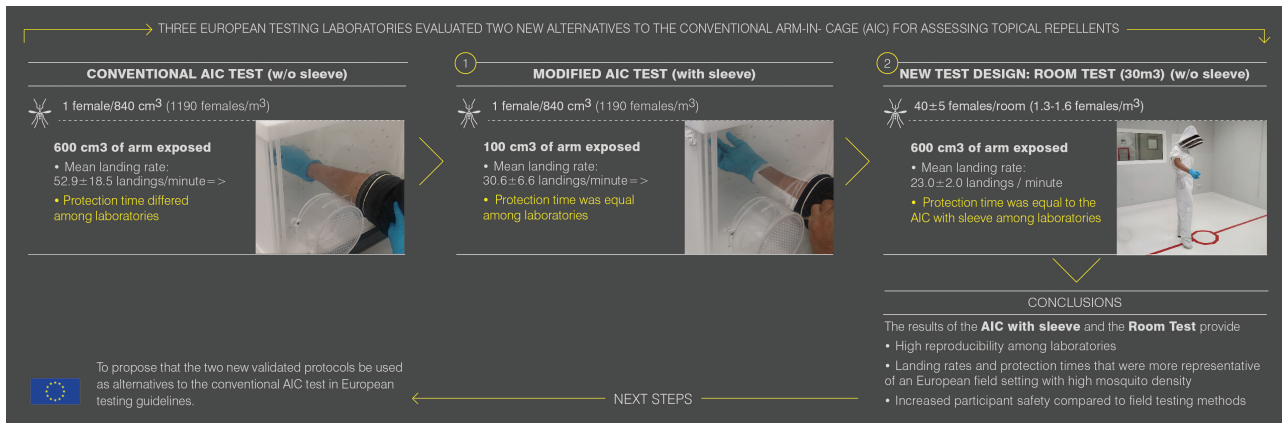 THREE EUROPEAN TESTING LABORATORIES EVALUATED TWO NEW ALTERNATIVES TO THE CONVENTIONAL ARM-IN- CAGE (AIC) FOR ASSESSING TOPICAL REPELLENTS
CONVENTIONAL AIC TEST (w/o sleeve)
1 female/840 cm³ (1190 females/m³)
600 cm3 of arm exposed
• Mean landing rate:
52.9±18.5 landings/minute=>
• Protection time differed
among laboratories
1
MODIFIED AIC TEST (with sleeve)
1 female/840 cm³ (1190 females/m³)
100 cm3 of arm exposed
• Mean landing rate:
30.6±6.6 landings/minute=>
• Protection time was equal
among laboratories
2
NEW TEST DESIGN: ROOM TEST (30m3) (w/o sleeve)
40±5 females/room (1.3-1.6 females/m³)
600 cm3 of arm exposed
• Mean landing rate:
23.0±2.0 landings / minute
• Protection time was equal to the
AIC with sleeve among laboratories
CONCLUSIONS
The results of the AIC with sleeve and the Room Test provide
• High reproducibility among laboratories
• Landing rates and protection times that were more representative
of an European field setting with high mosquito density
• Increased participant safety compared to field testing methods
NEXT STEPS
To propose that the two new validated protocols be used
as alternatives to the conventional AIC test in European
testing guidelines.